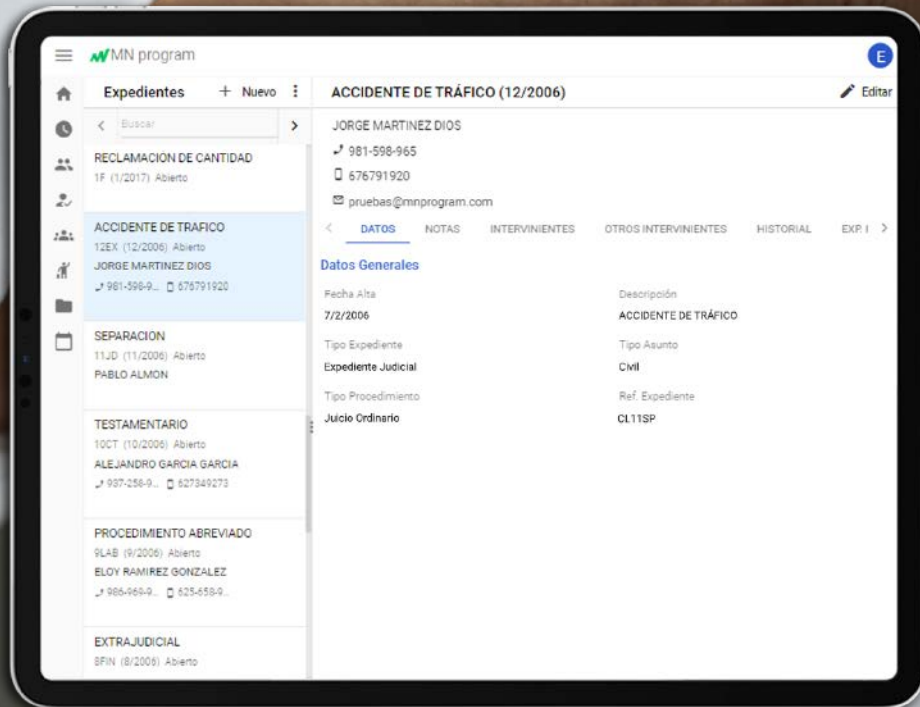 MN program
E
Expedientes + Nuevo
Buscar
RECLAMACIÓN DE CANTIDAD
1F (1/2017) Abierto
ACCIDENTE DE TRAFICO
12EX (12/2006) Abierto
JORGE MARTINEZ DIOS
981-598-9... 676791920
SEPARACION
11JD (11/2006) Abierto
PABLO ALMON
TESTAMENTARIO
10CT (10/2006) Abierto
ALEJANDRO GARCIA GARCIA
937-258-9... 627349273
PROCEDIMIENTO ABREVIADO
9LAB (9/2006) Abierto
ELOY RAMIREZ GONZALEZ
986-969-9... 625-658-9...
EXTRAJUDICIAL
8FIN (8/2006) Abierto
ACCIDENTE DE TRÁFICO (12/2006)
Editar
JORGE MARTINEZ DIOS
981-598-965
676791920
pruebas@mnprogram.com
DATOS NOTAS INTERVINIENTES OTROS INTERVINIENTES HISTORIAL EXP. I
Datos Generales
Fecha Alta Descripción
7/2/2006 ACCIDENTE DE TRÁFICO
Tipo Expediente Tipo Asunto
Expediente Judicial Civil
Tipo Procedimiento Ref. Expediente
Juicio Ordinario CL11SP